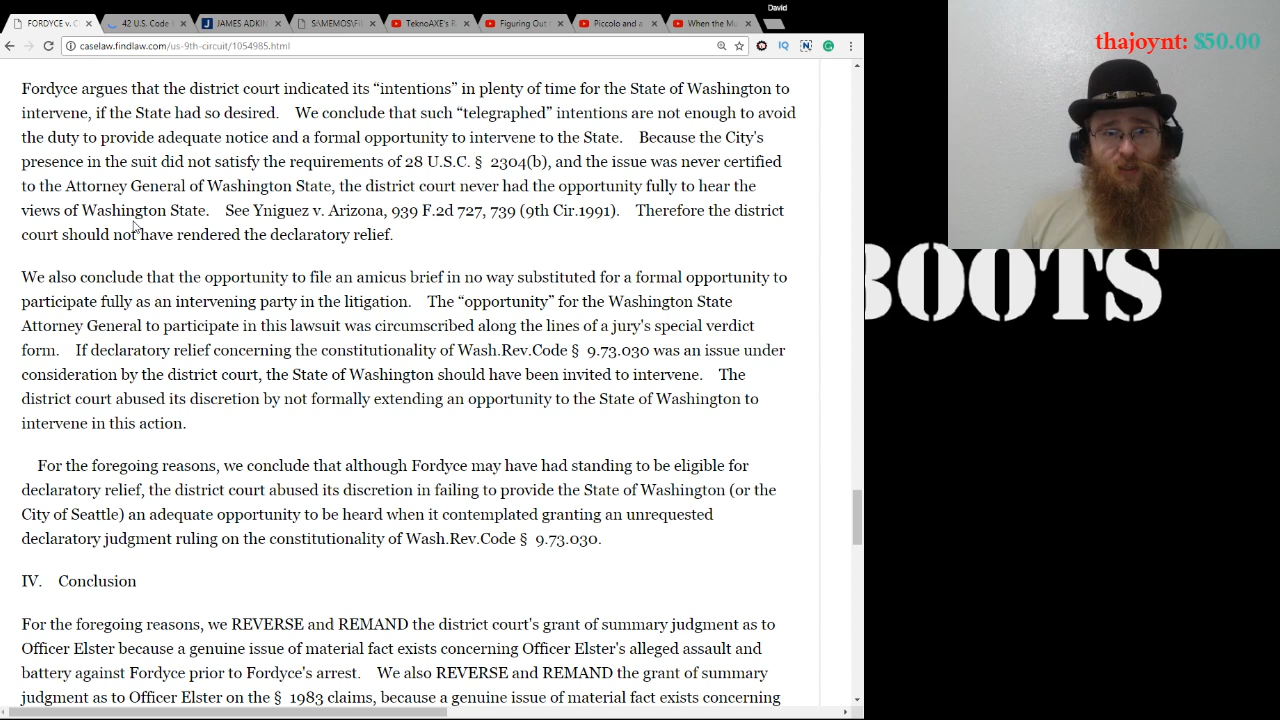 David
FORDYCE v. C
42 U.S. Code
JAMES ADKIN
S:\MEMOS\FIL
TeknoAXE's R
Figuring Out
Piccolo and a
When the Mu
caselaw.findlaw.com/us-9th-circuit/1054985.html
IQ
N
thajoynt: $50.00
Fordyce argues that the district court indicated its “intentions” in plenty of time for the State of Washington to
intervene, if the State had so desired. We conclude that such “telegraphed” intentions are not enough to avoid
the duty to provide adequate notice and a formal opportunity to intervene to the State. Because the City's
presence in the suit did not satisfy the requirements of 28 U.S.C. § 2304(b), and the issue was never certified
to the Attorney General of Washington State, the district court never had the opportunity fully to hear the
views of Washington State. See Yniguez v. Arizona, 939 F.2d 727, 739 (9th Cir.1991). Therefore the district
court should not have rendered the declaratory relief.
We also conclude that the opportunity to file an amicus brief in no way substituted for a formal opportunity to
participate fully as an intervening party in the litigation. The “opportunity” for the Washington State
Attorney General to participate in this lawsuit was circumscribed along the lines of a jury's special verdict
form. If declaratory relief concerning the constitutionality of Wash.Rev.Code § 9.73.030 was an issue under
consideration by the district court, the State of Washington should have been invited to intervene. The
district court abused its discretion by not formally extending an opportunity to the State of Washington to
intervene in this action.
For the foregoing reasons, we conclude that although Fordyce may have had standing to be eligible for
declaratory relief, the district court abused its discretion in failing to provide the State of Washington (or the
City of Seattle) an adequate opportunity to be heard when it contemplated granting an unrequested
declaratory judgment ruling on the constitutionality of Wash.Rev.Code § 9.73.030.
IV. Conclusion
For the foregoing reasons, we REVERSE and REMAND the district court's grant of summary judgment as to
Officer Elster because a genuine issue of material fact exists concerning Officer Elster's alleged assault and
battery against Fordyce prior to Fordyce's arrest. We also REVERSE and REMAND the grant of summary
judgment as to Officer Elster on the § 1983 claims, because a genuine issue of material fact exists concerning
BOOTS